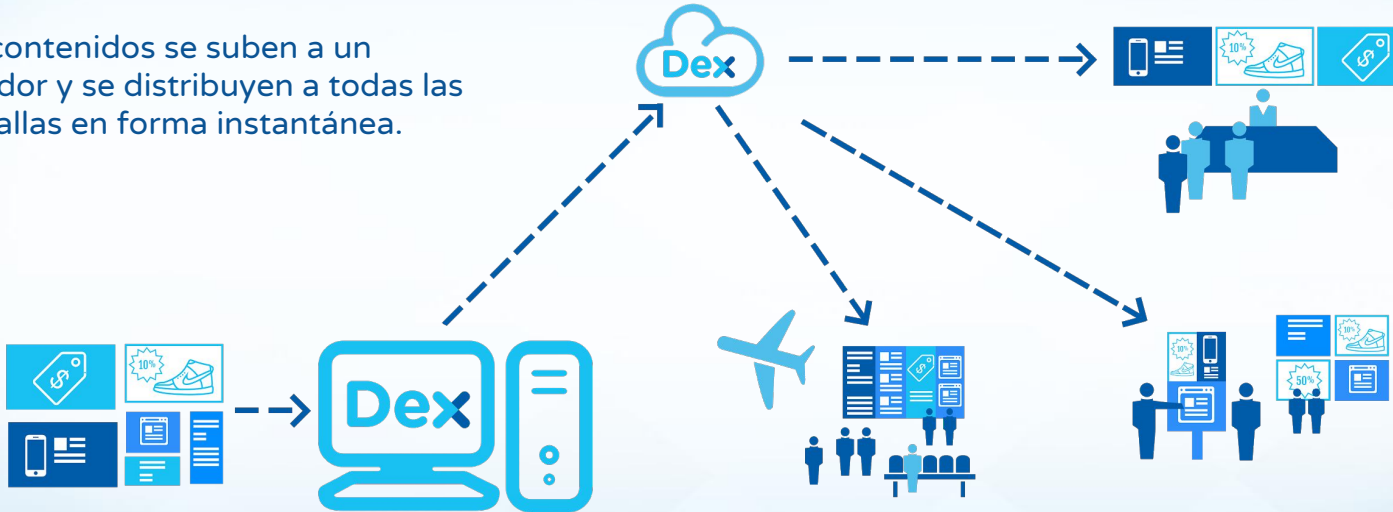 contenidos se suben a un
dor y se distribuyen a todas las
allas en forma instantánea.
Dex
10%
$
$
10%
Dex
$
10%
10%
50%